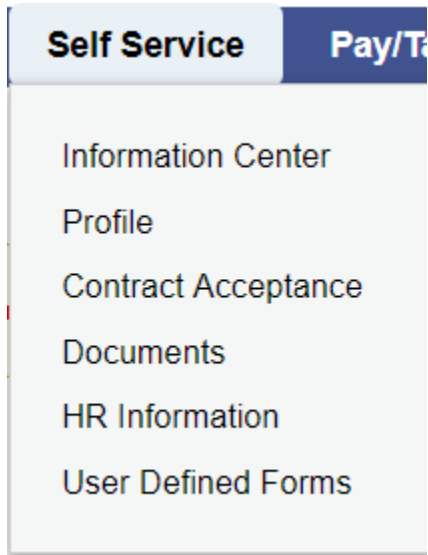 Self Service
Information Center
Profile
Contract Acceptance
Documents
HR Information
User Defined Forms